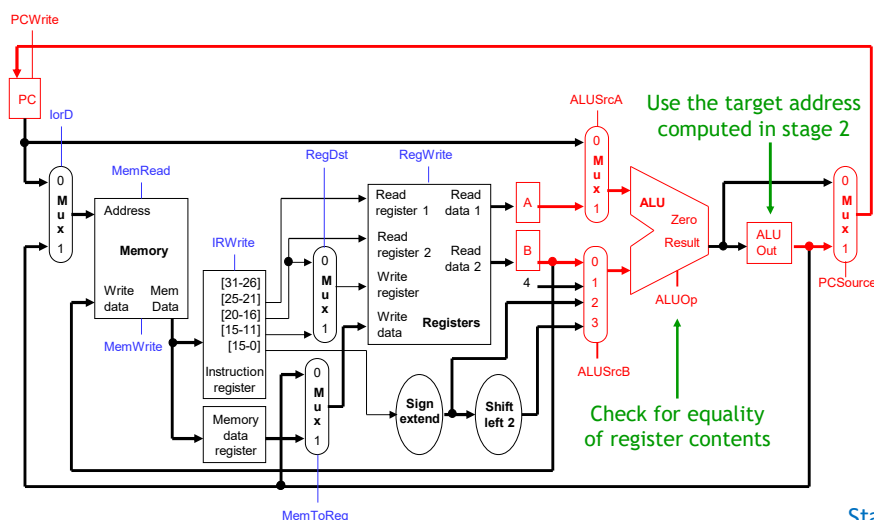 PCWrite
PC
IorD
0
M
u
x
1
MemRead
Address
Memory
Write
data
Mem
Data
MemWrite
IRWrite
[31-26]
[25-21]
[20-16]
[15-11]
[15-0]
Instruction
register
Memory
data
register
RegDst
0
M
u
x
1
0
M
u
x
1
MemToReg
RegWrite
Read
register 1
Read
data 1
Read
register 2
Read
data 2
Write
register
Write
data
Registers
Sign
extend
Shift
left 2
A
B
4
ALUSrcA
0
M
u
x
1
0
1
2
3
ALUSrcB
ALU
Zero
Result
ALUOp
Use the target address
computed in stage 2
ALU
Out
0
M
u
x
1
PCSource
Check for equality
of register contents
Sta